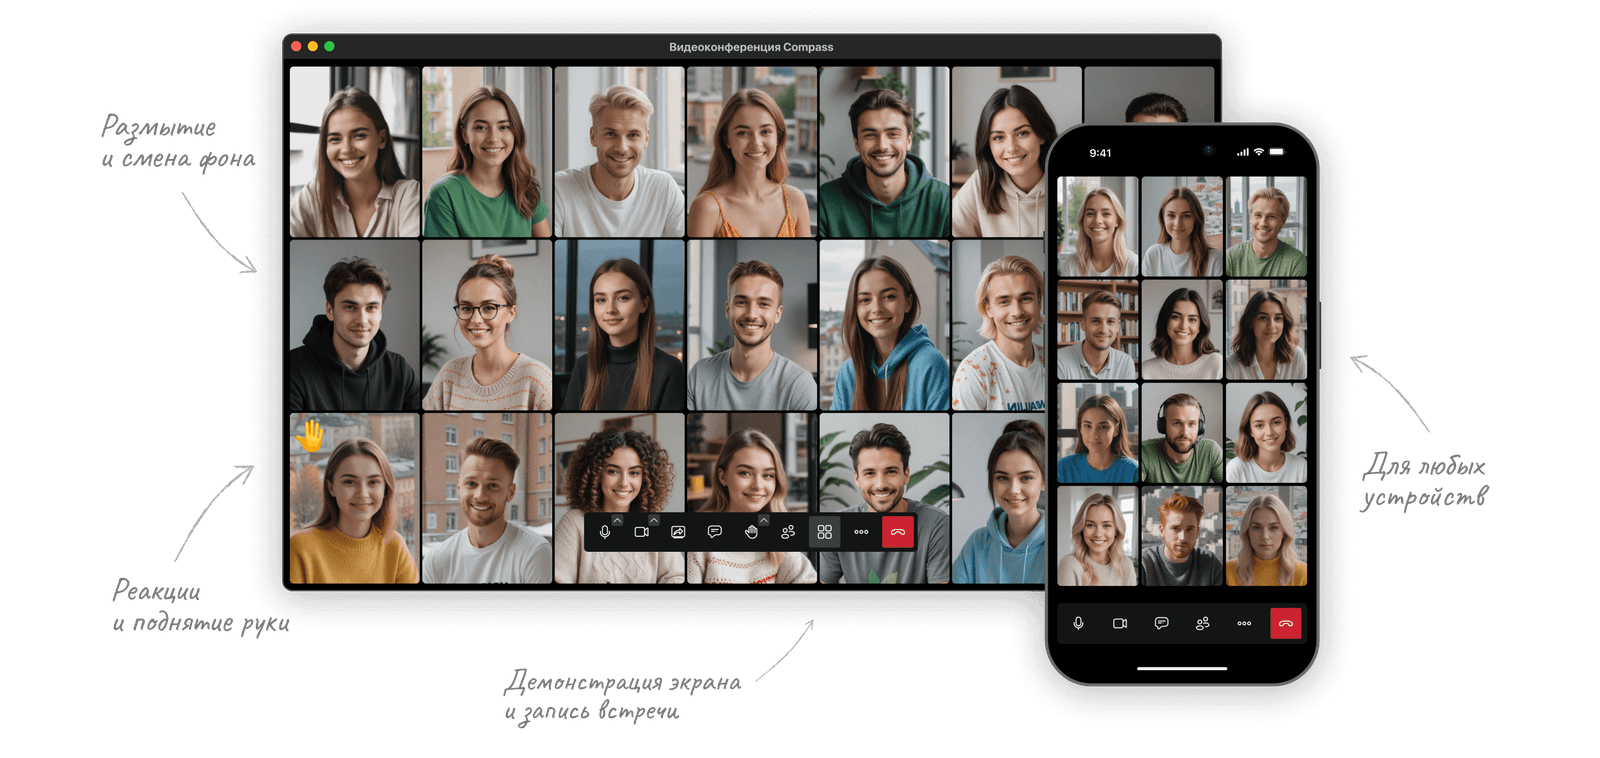 Видеоконференция Compass
Размытие
и смена фона
9:41
Для любых
устройств
Реакции
и поднятие руки
Демонстрация экрана
и запись встречи